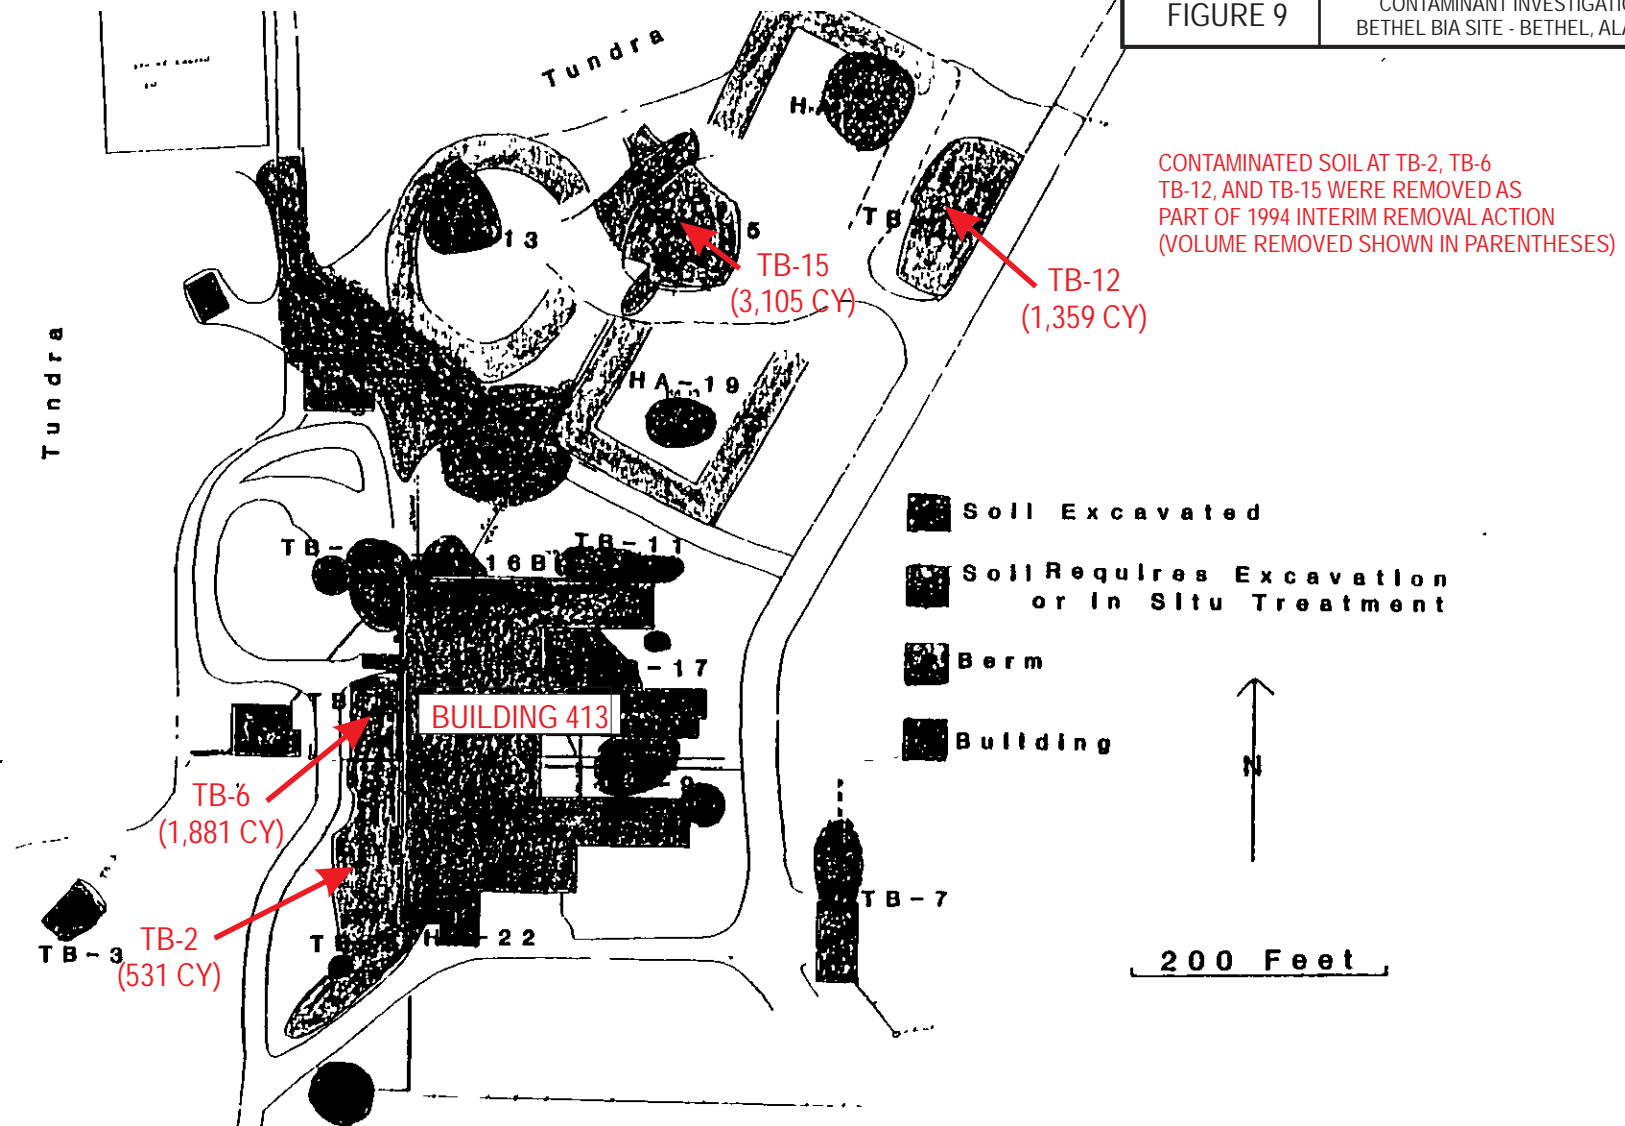 FIGURE 9
CONTAMINANT INVESTIGATIO
BETHEL BIA SITE - BETHEL, ALA
Tundra
CONTAMINATED SOIL AT TB-2, TB-6
TB-12, AND TB-15 WERE REMOVED AS
PART OF 1994 INTERIM REMOVAL ACTION
(VOLUME REMOVED SHOWN IN PARENTHESES)
13
5
TB-15
(3,105 CY)
TB-12
(1,359 CY)
Tundra
HA-19
Soil Excavated
Soil Requires Excavation
or In Situ Treatment
Berm
Building
TB-
16B
TB-11
-17
TB
BUILDING 413
N
TB-6
(1,881 CY)
TB-7
TB-3
TB-2
(531 CY)
-22
200 Feet